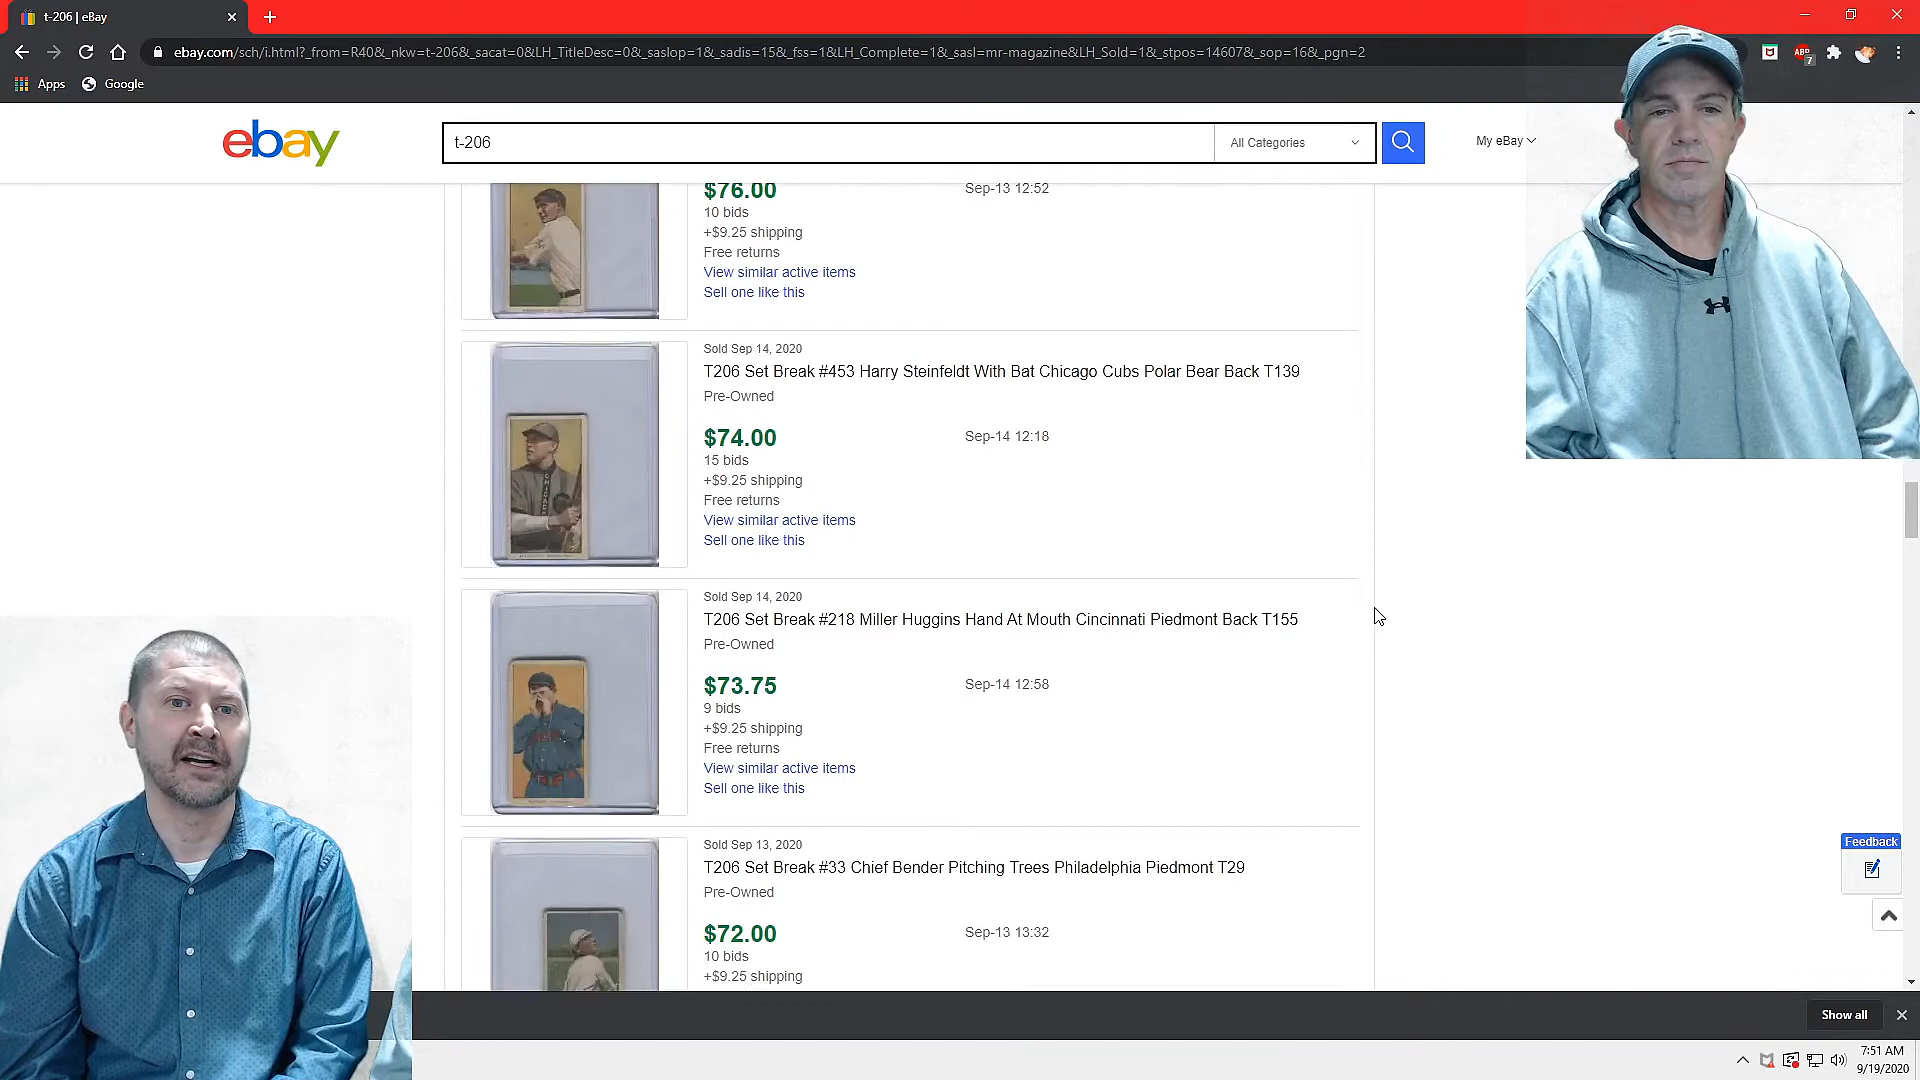 t-206 | eBay
ebay.com/sch/i.html?_from=R40&_nkw=t-206&_sacat=0&LH_TitleDesc=0&_saslop=1&_sadis=15&_fss=1&LH_Complete=1&_sasl=mr-magazine&LH_Sold=1&_stpos=14607&_sop=16&_pgn=2
ABP
7
Apps
Google
ebay
t-206
All Categories
My eBay
$76.00
Sep-13 12:52
10 bids
+$9.25 shipping
Free returns
View similar active items
Sell one like this
Sold Sep 14, 2020
T206 Set Break #453 Harry Steinfeldt With Bat Chicago Cubs Polar Bear Back T139
Pre-Owned
$74.00
Sep-14 12:18
15 bids
+$9.25 shipping
Free returns
View similar active items
Sell one like this
Sold Sep 14, 2020
T206 Set Break #218 Miller Huggins Hand At Mouth Cincinnati Piedmont Back T155
Pre-Owned
$73.75
Sep-14 12:58
9 bids
+$9.25 shipping
Free returns
View similar active items
Sell one like this
Sold Sep 13, 2020
T206 Set Break #33 Chief Bender Pitching Trees Philadelphia Piedmont T29
Pre-Owned
$72.00
Sep-13 13:32
10 bids
+$9.25 shipping
Feedback
Show all
7:51 AM
9/19/2020